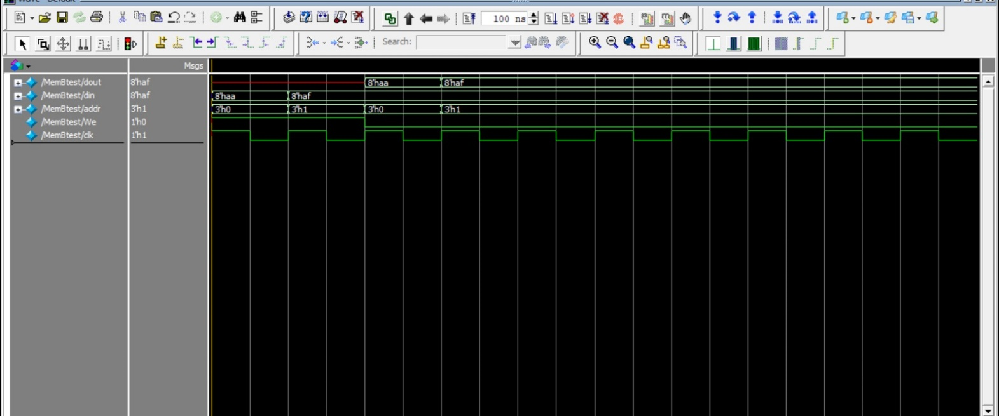 Wave - Default
100 ns
Search:
Msgs
/MemBtest/dout 8'haf 8'haa 8'haf
/MemBtest/din 8'haf 8'haa 8'haf
/MemBtest/addr 3'h1 3'h0 3'h1 3'h0 3'h1
/MemBtest/We 1'h0
/MemBtest/clk 1'h1